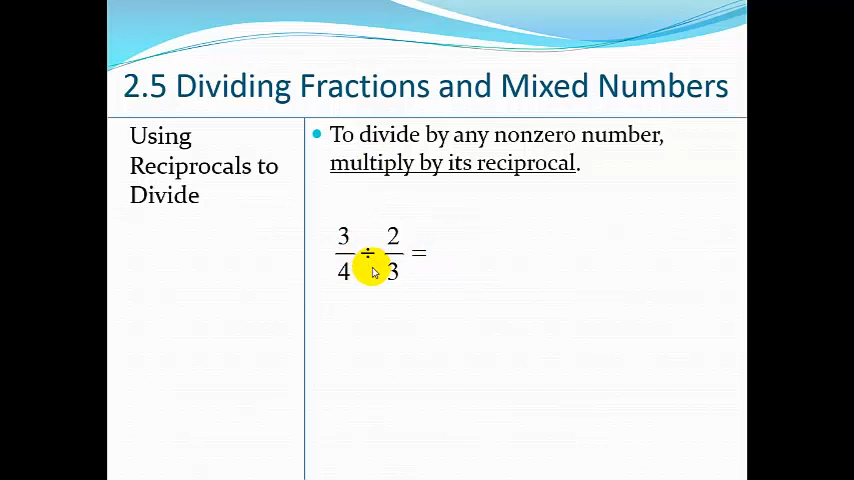 2.5 Dividing Fractions and Mixed Numbers
Using
Reciprocals to
Divide
• To divide by any nonzero number,
multiply by its reciprocal.
3/4 ÷ 2/3 =